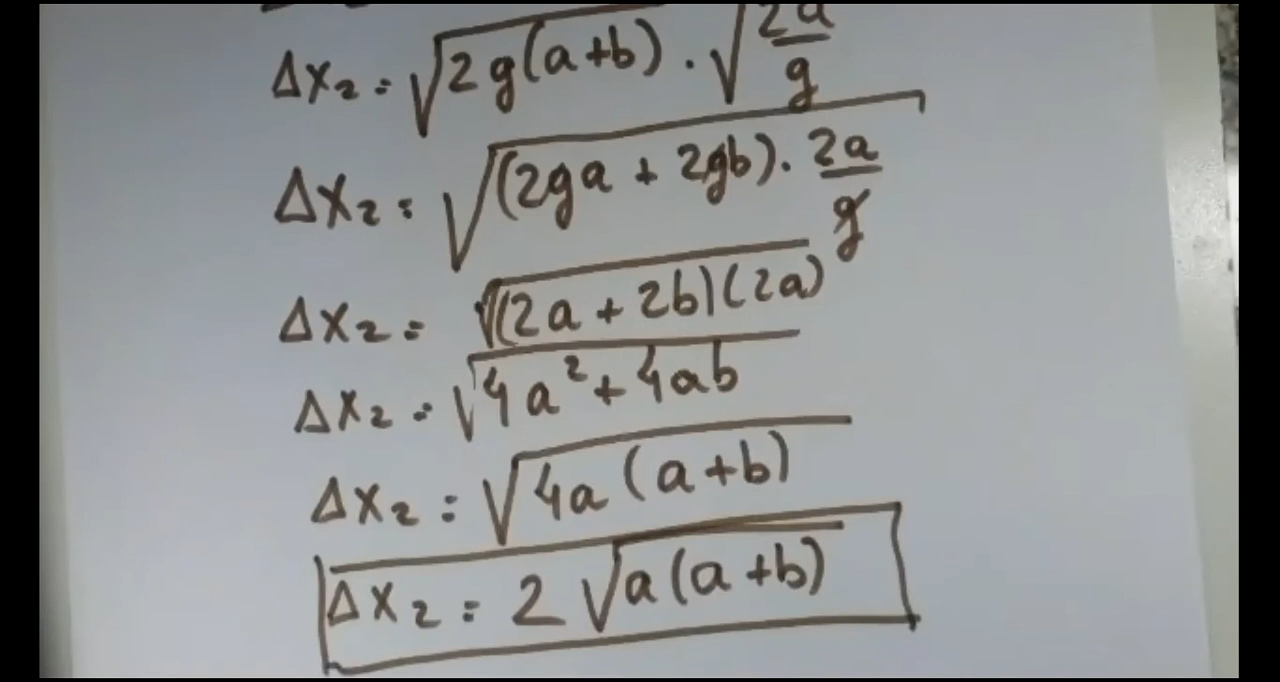 Δx₂ = √2g(a+b) · √2a/g
Δx₂ = √(2ga + 2gb) · 2a/g
Δx₂ = √(2a + 2b)(2a)
Δx₂ = √4a² + 4ab
Δx₂ = √4a (a+b)
Δx₂ = 2 √a(a+b)